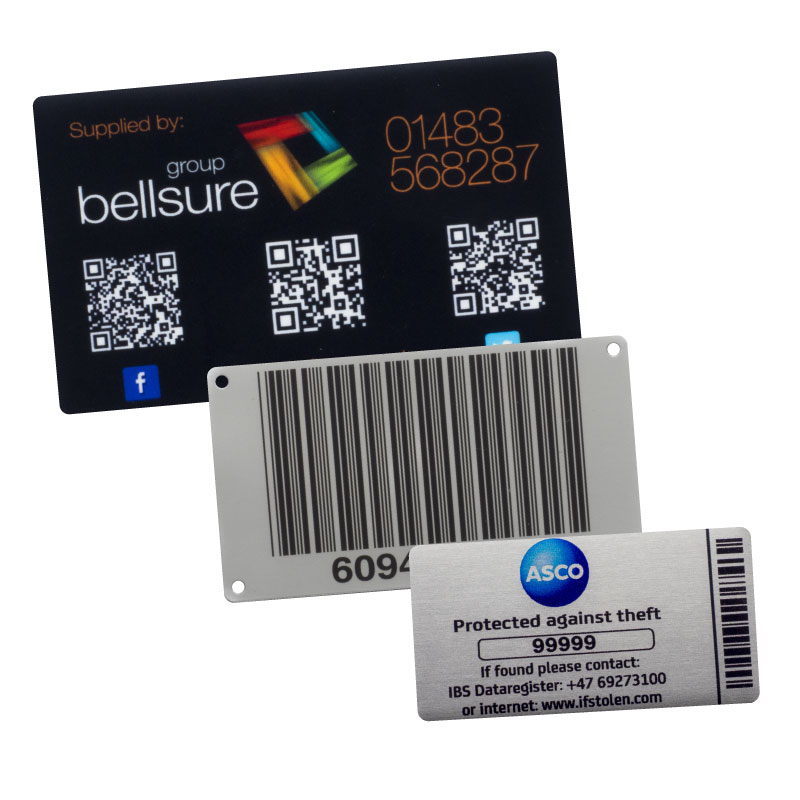 Supplied by:
group
bellsure
01483
568287
f
6094
ASCO
Protected against theft
99999
If found please contact:
IBS Dataregister: +47 69273100
or internet: www.ifstolen.com